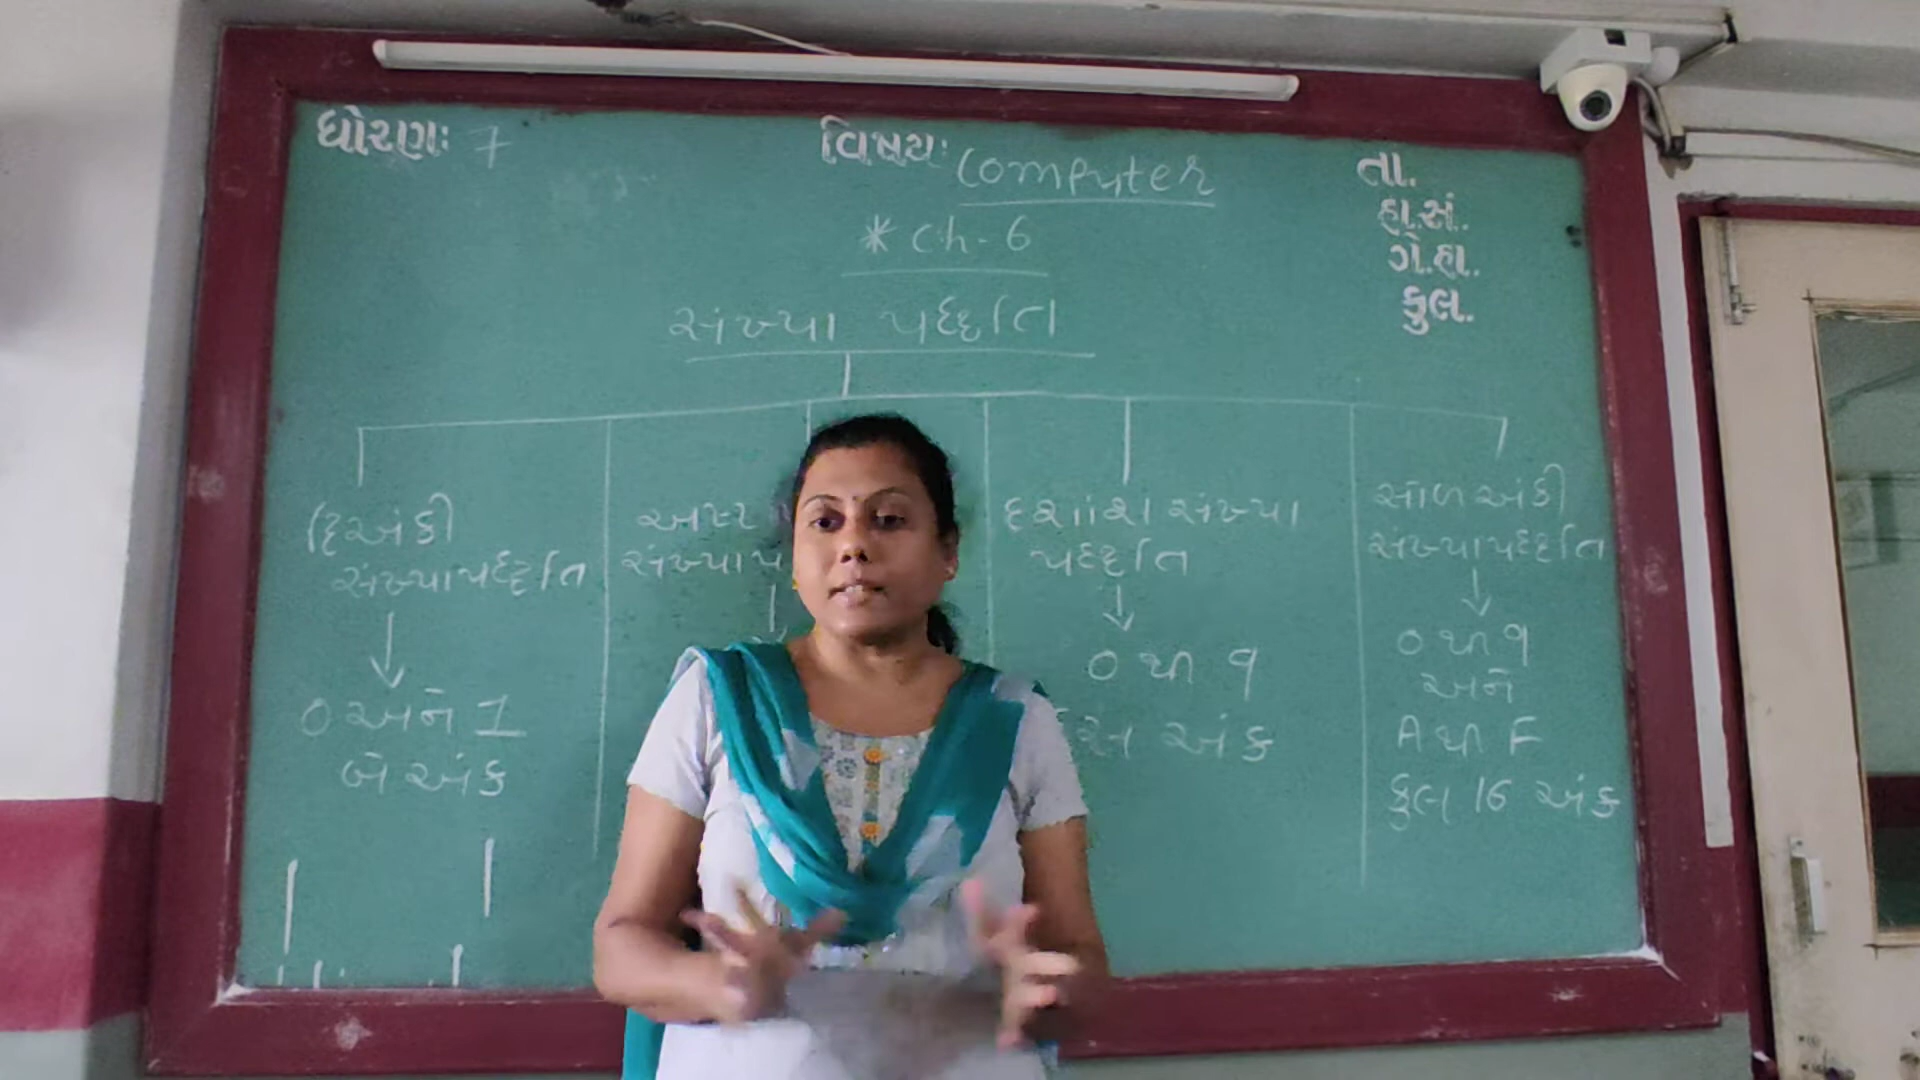 ધોરણ: 7
વિષય: Computer
તા.
હા.સં.
ગે.હા.
કુલ.
* Ch - 6
સંખ્યા પદ્ધતિ
દ્વિઅંકી
સંખ્યાપદ્ધતિ
0 અને 1
બે અંક
અષ્ટ
સંખ્યાપ
દશાંશ સંખ્યા
પદ્ધતિ
0 થી 9
અંક
સોળ અંકી
સંખ્યાપદ્ધતિ
0 થી 9
અને
A થી F
કુલ 16 અંક